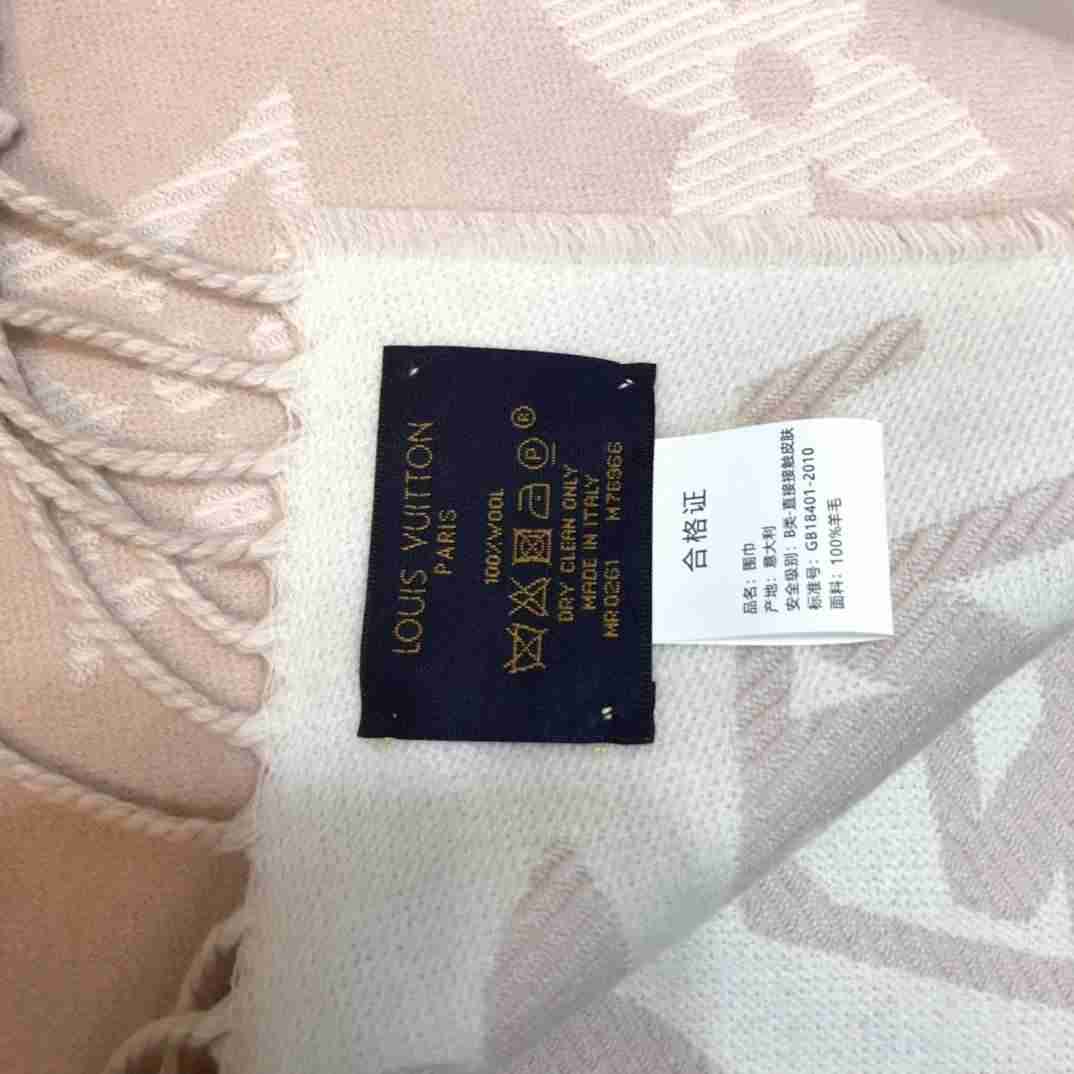 LOUIS VUITTON
PARIS
100%WOOL
DRY CLEAN ONLY
MADE IN ITALY
MR0261 M76966
合格证
品名：围巾
产地：意大利
安全级别：B类-直接接触皮肤
标准号：GB18401-2010
面料：100%羊毛